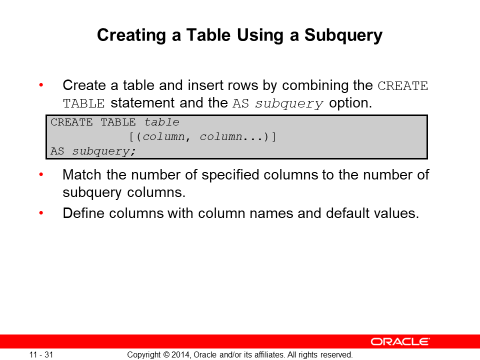 Creating a Table Using a Subquery
• Create a table and insert rows by combining the CREATE
TABLE statement and the AS subquery option.
CREATE TABLE table
[(column, column...)]
AS subquery;
• Match the number of specified columns to the number of
subquery columns.
• Define columns with column names and default values.
ORACLE®
11 - 31 Copyright © 2014, Oracle and/or its affiliates. All rights reserved.